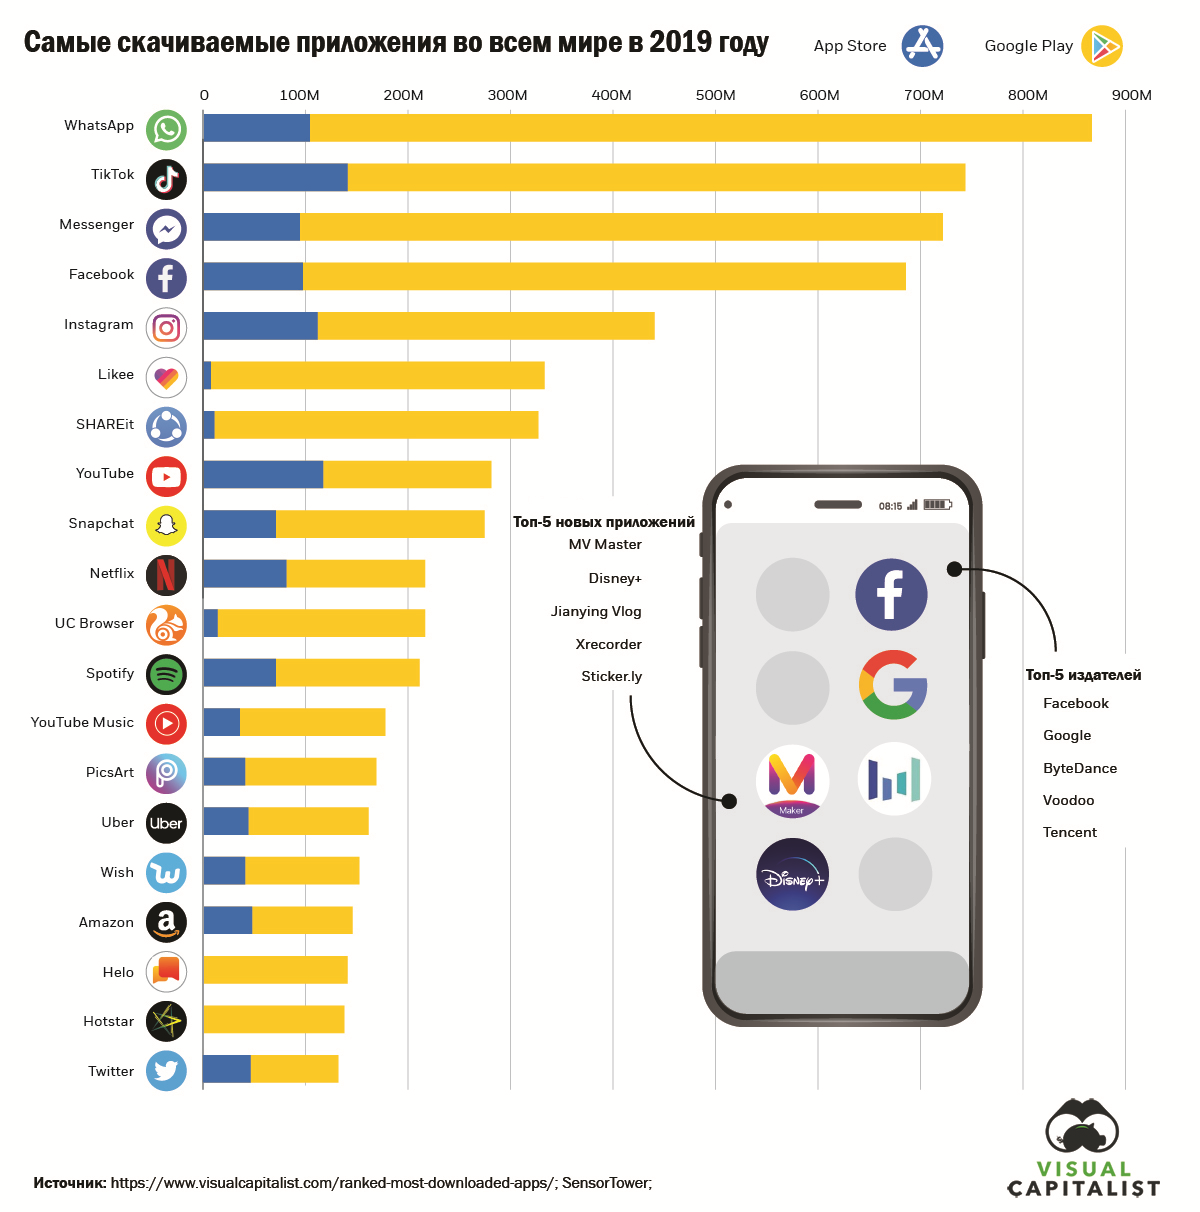 Самые скачиваемые приложения во всем мире в 2019 году
App Store
Google Play
0 100M 200M 300M 400M 500M 600M 700M 800M 900M
WhatsApp
TikTok
Messenger
Facebook
Instagram
Likee
SHAREit
YouTube
Snapchat
Netflix
UC Browser
Spotify
YouTube Music
PicsArt
Uber
Uber
Wish
Amazon
Helo
Hotstar
Twitter
Топ-5 новых приложений
MV Master
Disney+
Jianying Vlog
Xrecorder
Sticker.ly
08:15
Maker
Disney+
Топ-5 издателей
Facebook
Google
ByteDance
Voodoo
Tencent
VISUAL
CAPITALIST
Источник: https://www.visualcapitalist.com/ranked-most-downloaded-apps/; SensorTower;